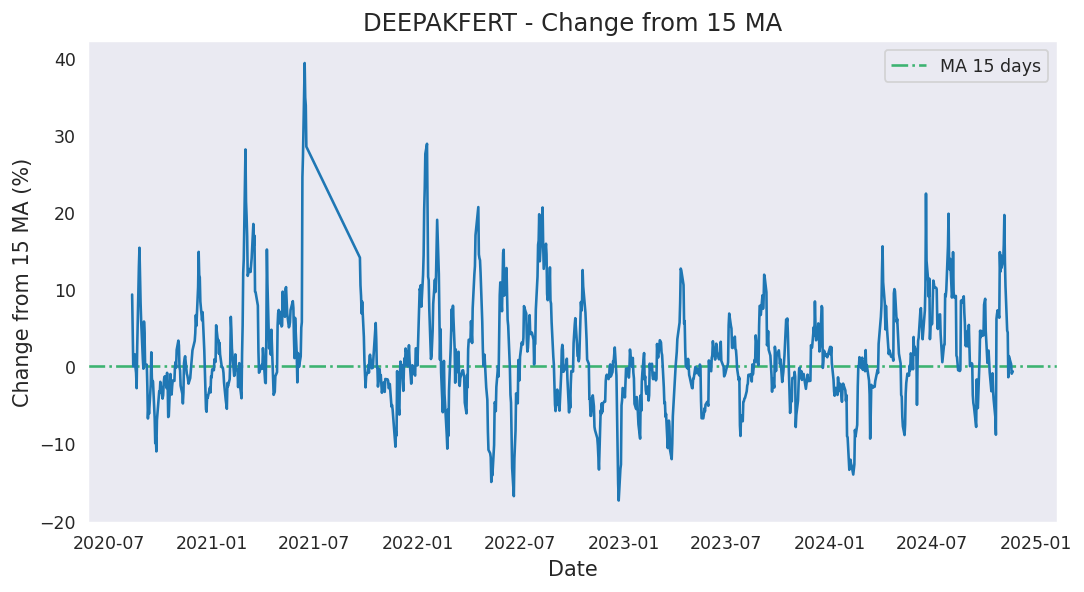 DEEPAKFERT - Change from 15 MA
MA 15 days
Change from 15 MA (%)
40
30
20
10
0
−10
−20
2020-07 2021-01 2021-07 2022-01 2022-07 2023-01 2023-07 2024-01 2024-07 2025-01
Date